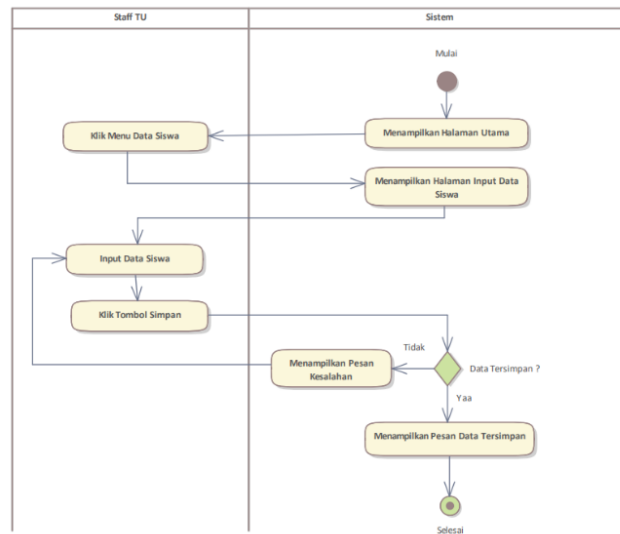 Staff TU
Sistem
Mulai
Menampilkan Halaman Utama
Klik Menu Data Siswa
Menampilkan Halaman Input Data
Siswa
Input Data Siswa
Klik Tombol Simpan
Tidak
Menampilkan Pesan
Kesalahan
Data Tersimpan ?
Yaa
Menampilkan Pesan Data Tersimpan
Selesai